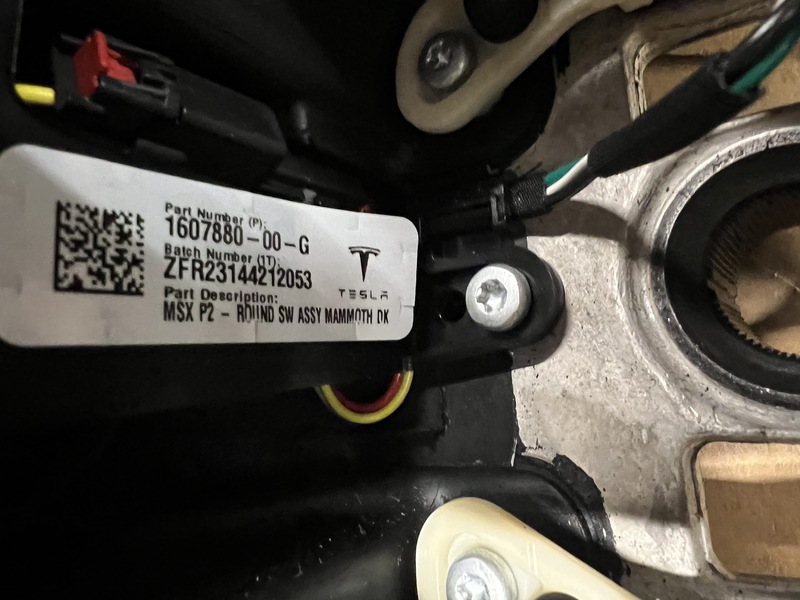 Part Number (P):
1607880-00-G
Batch Number (1T):
ZFR23144212053
Part Description:
MSX P2 - ROUND SW ASSY MAMMOTH DK
TESLA